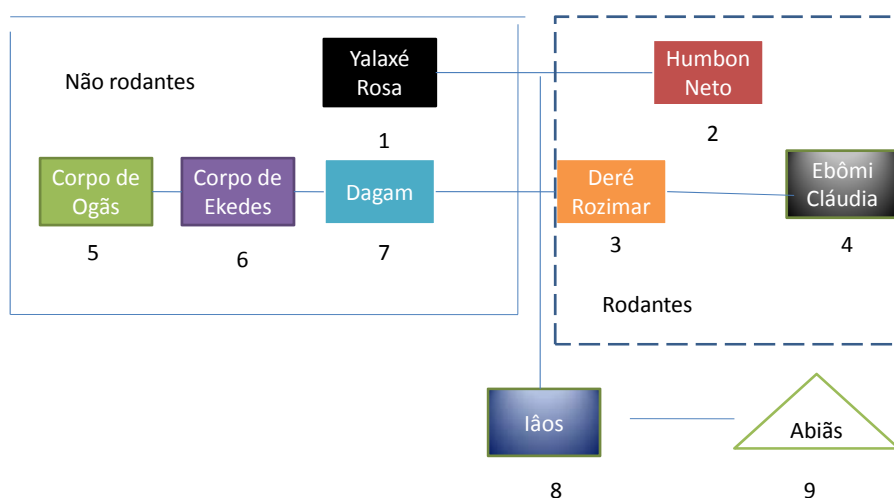 Não rodantes
Yalaxé
Rosa
1
Humbon
Neto
2
Corpo de
Ogãs
5
Corpo de
Ekedes
6
Dagam
7
Deré
Rozimar
3
Ebômi
Cláudia
4
Rodantes
Iâos
8
Abiãs
9